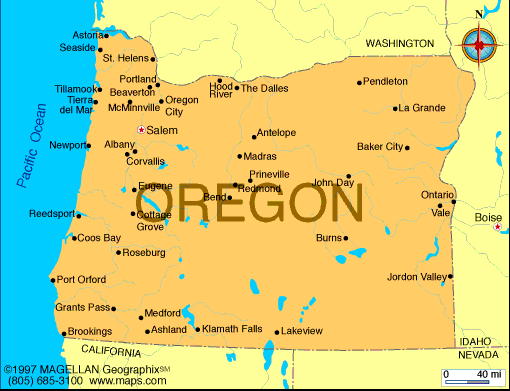 N
Astoria
Seaside
St. Helens
WASHINGTON
Portland
Beaverton
Tillamook
Tierra
del Mar
McMinnville
Oregon
City
Hood
River
The Dalles
Pendleton
La Grande
Salem
Pacific Ocean
Newport
Albany
Corvallis
Antelope
Madras
Baker City
Prineville
Redmond
Bend
John Day
Eugene
OREGON
Ontario
Vale
Boise
Reedsport
Cottage
Grove
Coos Bay
Roseburg
Burns
Port Orford
Jordon Valley
Grants Pass
Medford
Ashland
Klamath Falls
Lakeview
Brookings
CALIFORNIA
IDAHO
NEVADA
©1997 MAGELLAN Geographix℠
(805) 685-3100 www.maps.com
0 40 mi